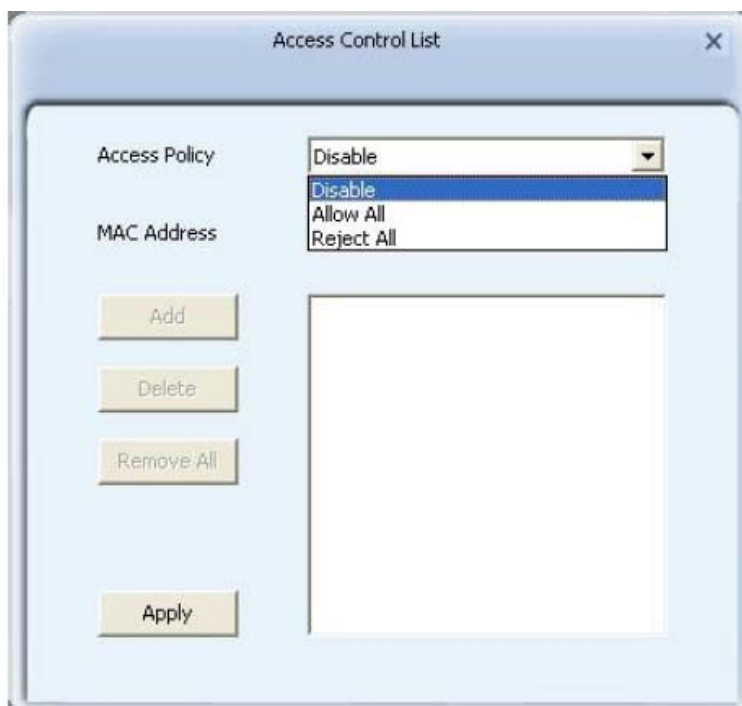 Access Control List
Access Policy
Disable
Disable
Allow All
Reject All
MAC Address
Add
Delete
Remove All
Apply